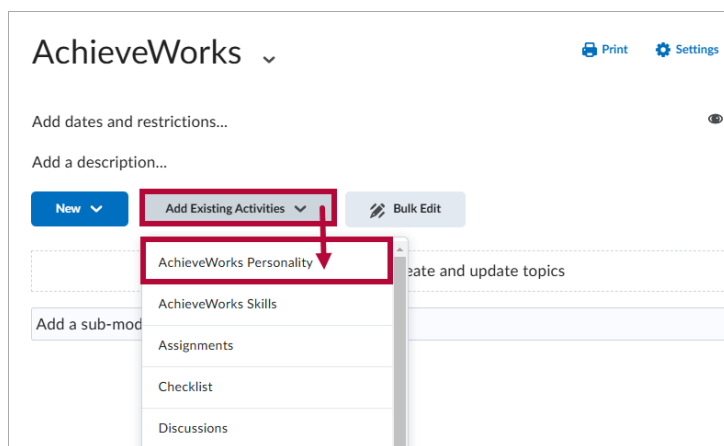 AchieveWorks
Print
Settings
Add dates and restrictions...
Add a description...
New
Add Existing Activities
Bulk Edit
AchieveWorks Personality
eate and update topics
AchieveWorks Skills
Add a sub-mod
Assignments
Checklist
Discussions